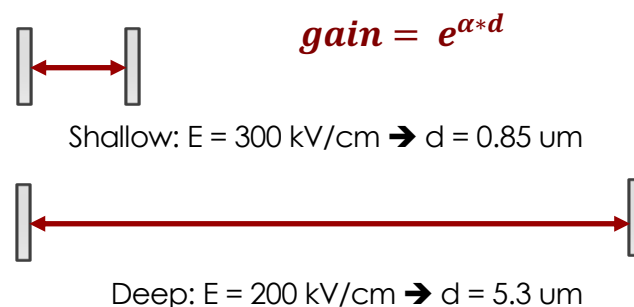 gain = e^{α*d}
Shallow: E = 300 kV/cm ➔ d = 0.85 um
Deep: E = 200 kV/cm ➔ d = 5.3 um